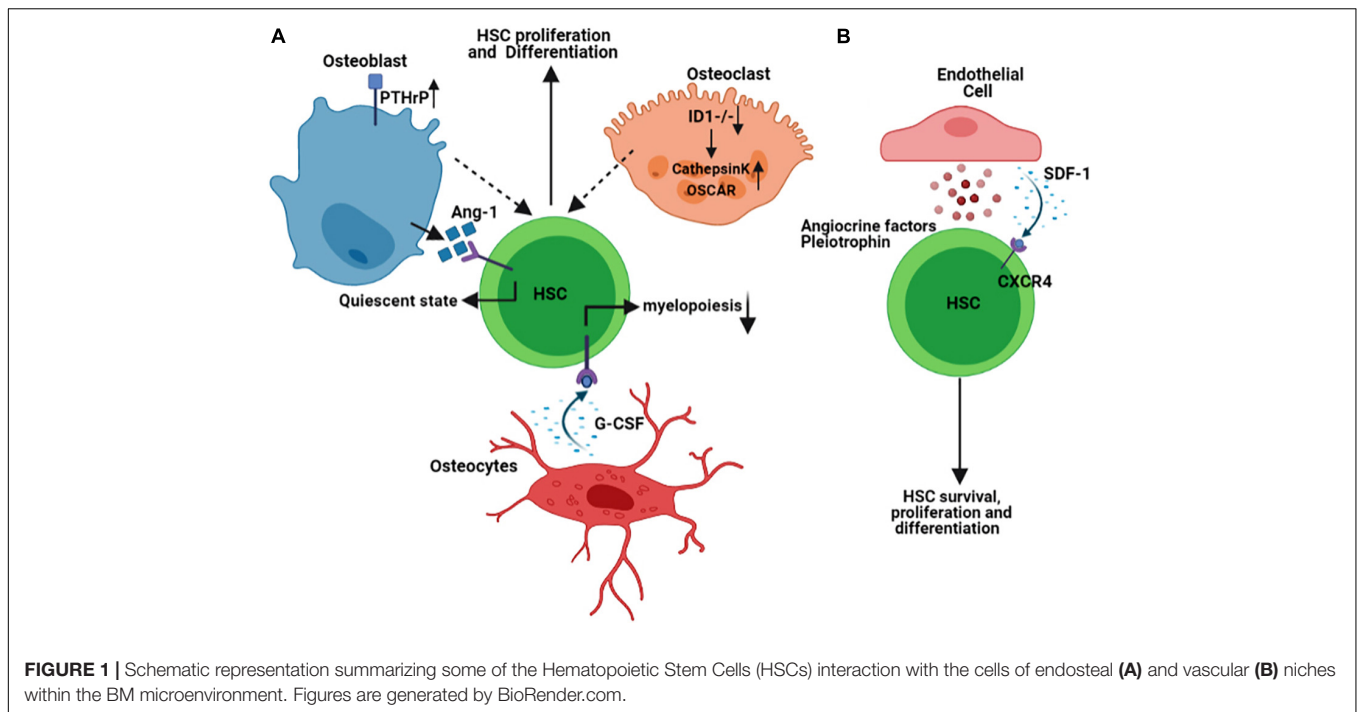 A
HSC proliferation
and Differentiation
Osteoblast
PTHrP
Osteoclast
ID1-/-
CathepsinK
OSCAR
Ang-1
HSC
Quiescent state
myelopoiesis
G-CSF
Osteocytes
B
Endothelial
Cell
SDF-1
Angiocrine factors
Pleiotrophin
CXCR4
HSC
HSC survival,
proliferation and
differentiation
FIGURE 1 | Schematic representation summarizing some of the Hematopoietic Stem Cells (HSCs) interaction with the cells of endosteal (A) and vascular (B) niches
within the BM microenvironment. Figures are generated by BioRender.com.